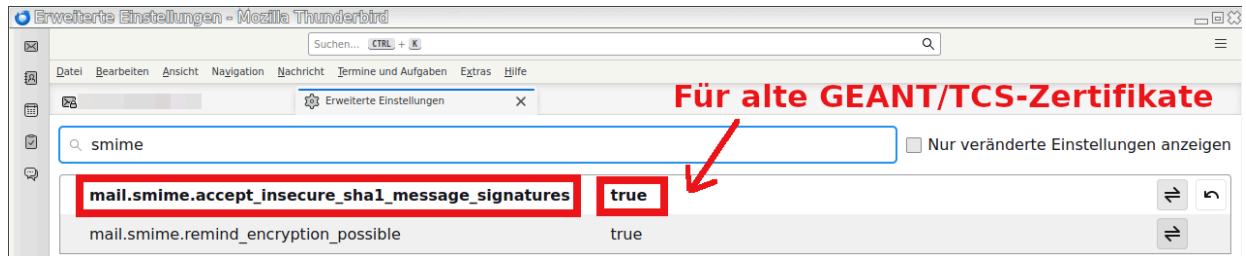 Erweiterte Einstellungen - Mozilla Thunderbird
Suchen... CTRL + K
Datei Bearbeiten Ansicht Navigation Nachricht Termine und Aufgaben Extras Hilfe
Erweiterte Einstellungen
Für alte GEANT/TCS-Zertifikate
smime
Nur veränderte Einstellungen anzeigen
mail.smime.accept_insecure_sha1_message_signatures true
mail.smime.remind_encryption_possible true